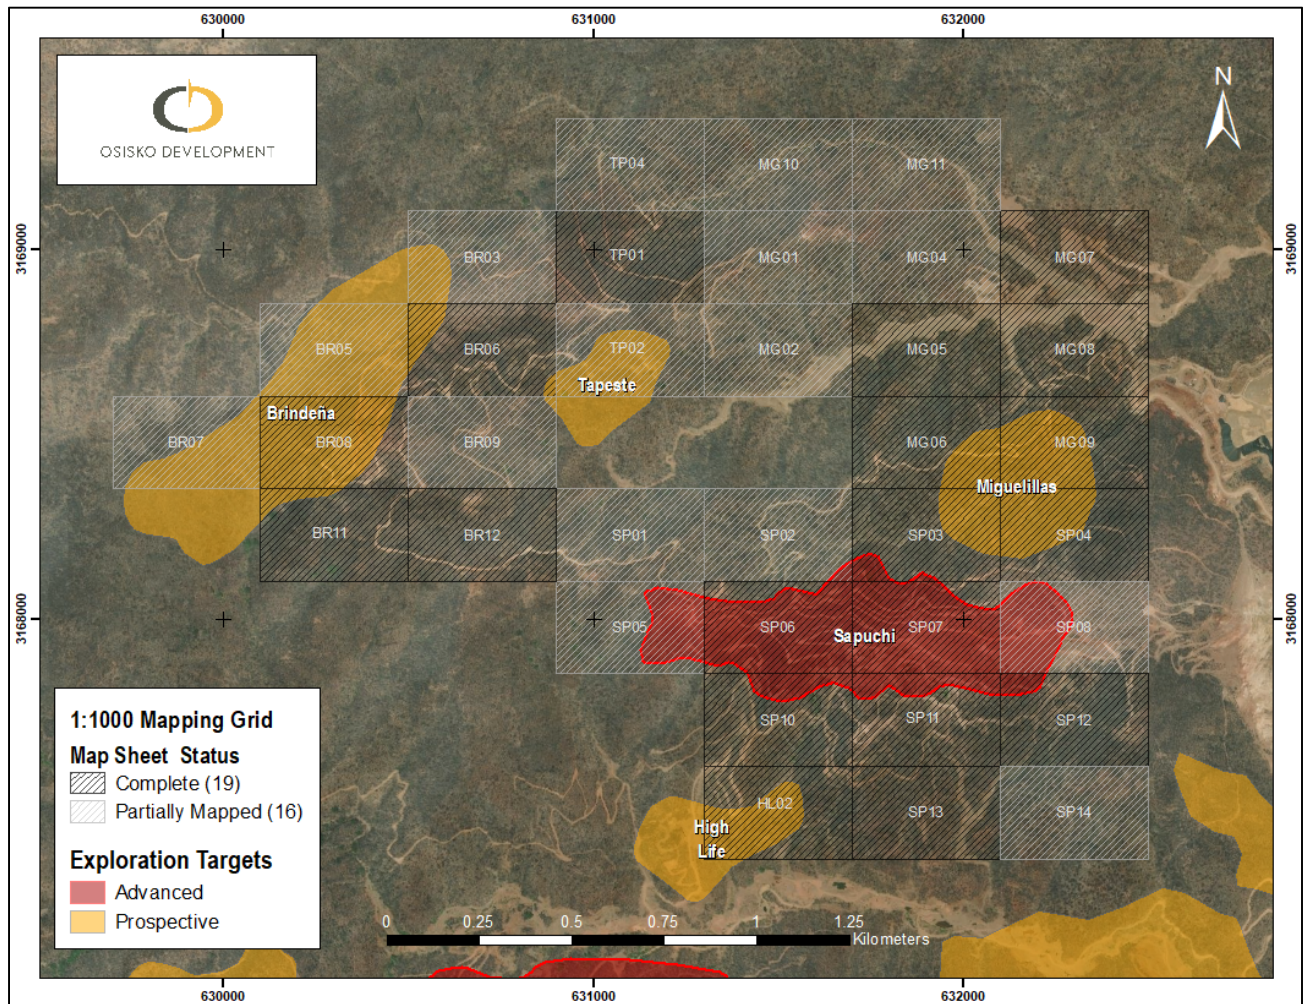 630000 631000 632000
OSISKO DEVELOPMENT
N
TP04 MG10 MG11
3169000 3169000
BR03 TP01 MG01 MG04 MG07
BR05 BR06 TP02 MG02 MG05 MG08
Tapeste
Brindeña
BR07 BR08 BR09 MG06 MG09
Miguelillas
BR11 BR12 SP01 SP02 SP03 SP04
3168000 3168000
SP05 SP06 SP07 SP08
Sapuchi
SP10 SP11 SP12
HL02 SP13 SP14
High
Life
1:1000 Mapping Grid
Map Sheet Status
Complete (19)
Partially Mapped (16)
Exploration Targets
Advanced
Prospective
0 0.25 0.5 0.75 1 1.25
Kilometers
630000 631000 632000